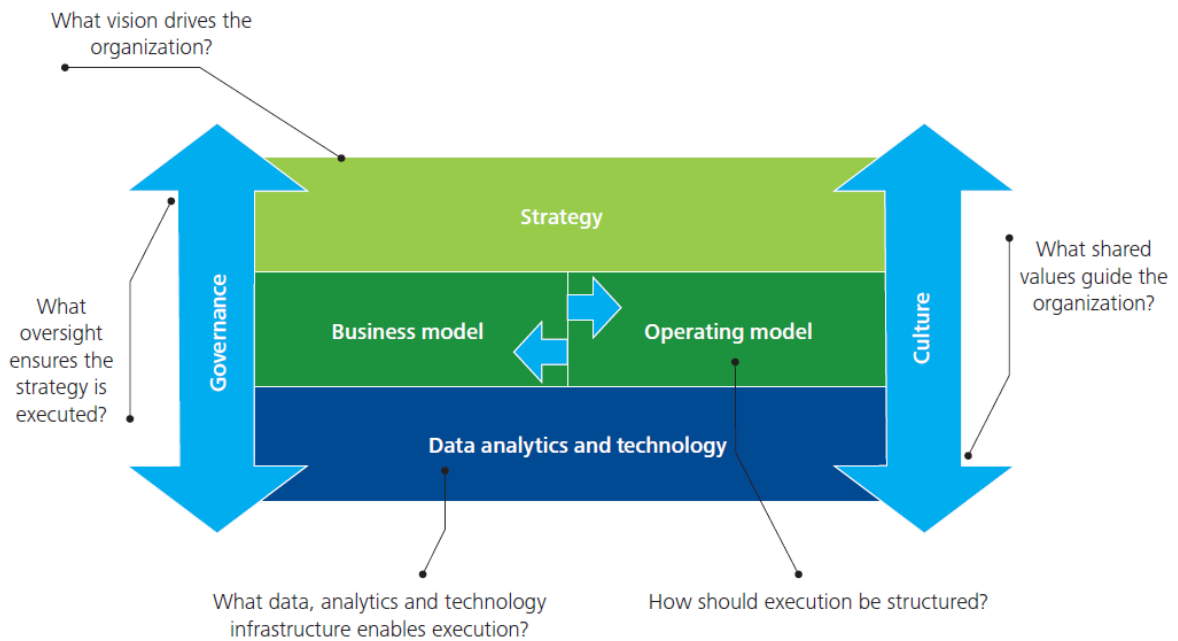 What vision drives the
organization?
Strategy
What shared
values guide the
organization?
Governance
What
oversight
ensures the
strategy is
executed?
Business model
Operating model
Culture
Data analytics and technology
What data, analytics and technology
infrastructure enables execution?
How should execution be structured?